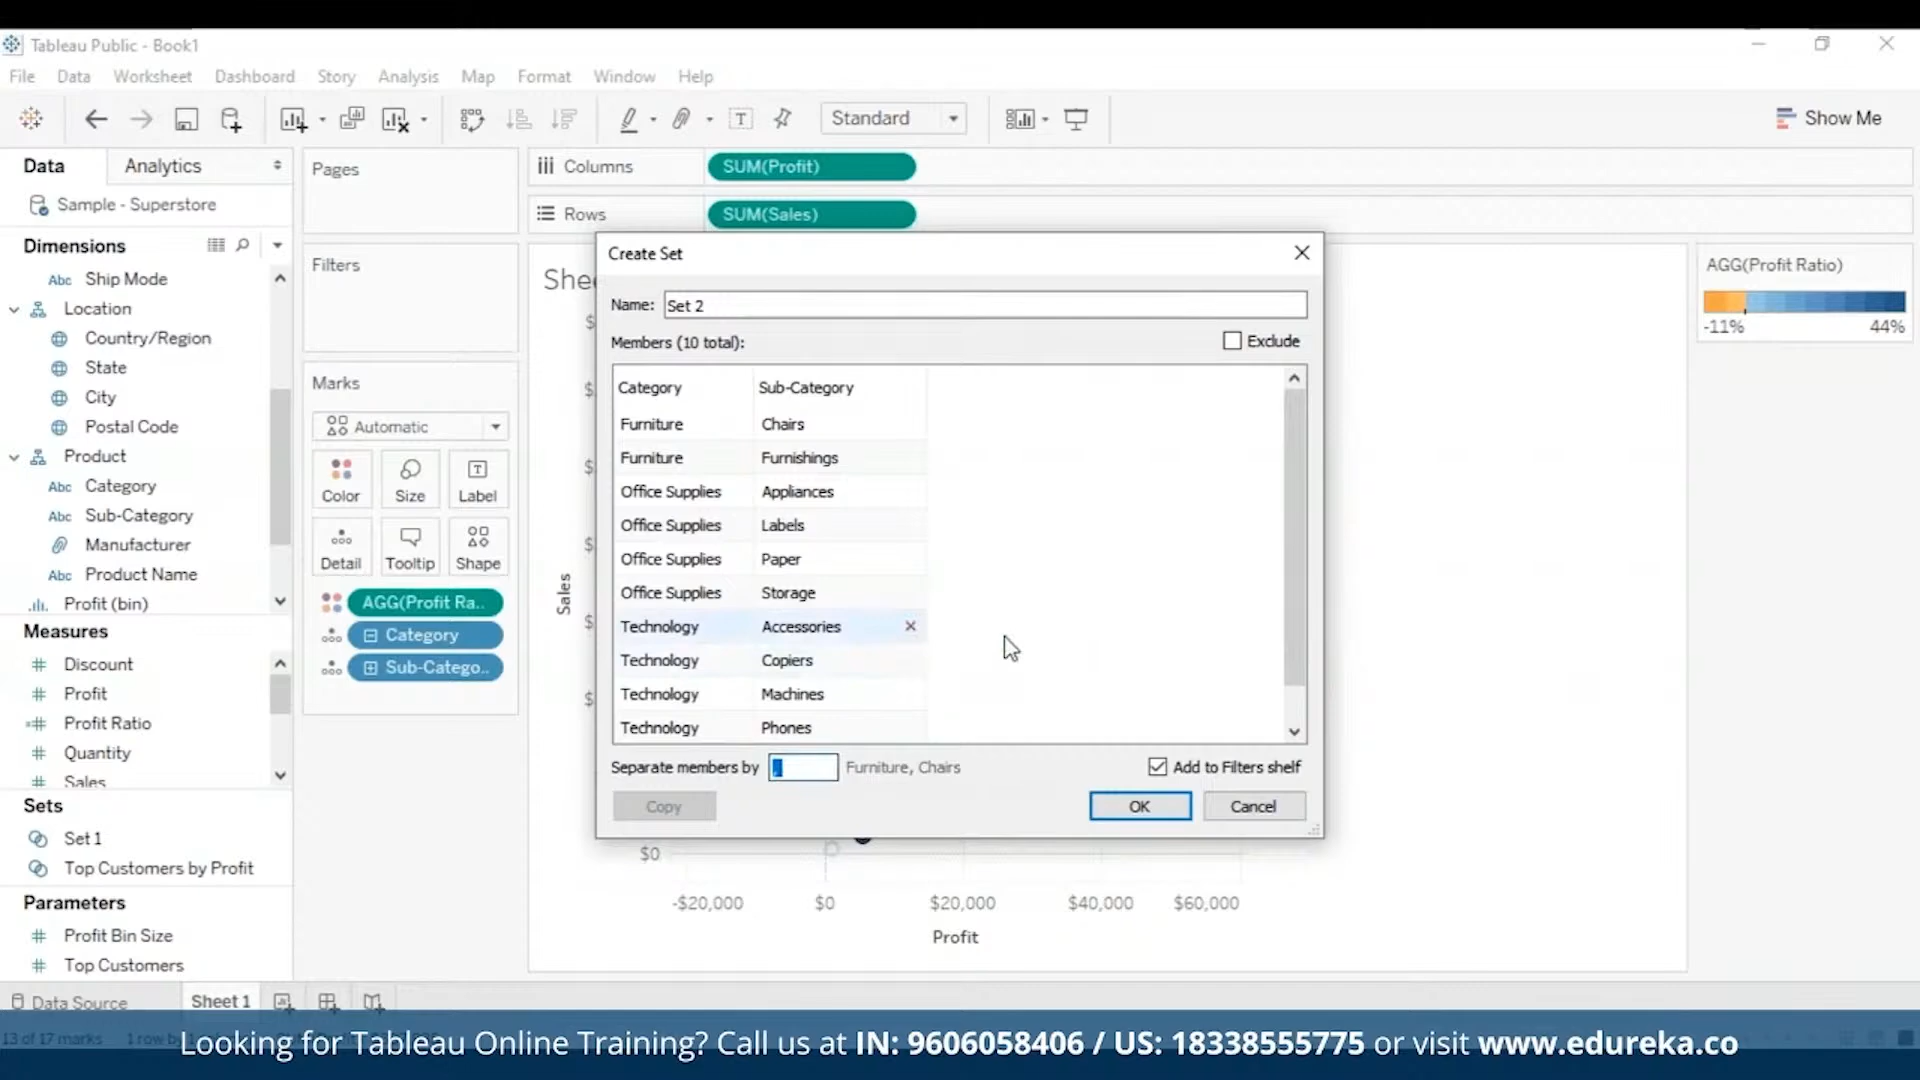 Tableau Public - Book1
File Data Worksheet Dashboard Story Analysis Map Format Window Help
Standard
Show Me
Data Analytics
Sample - Superstore
Dimensions
Abc Ship Mode
Location
Country/Region
State
City
Postal Code
Product
Abc Category
Abc Sub-Category
Manufacturer
Abc Product Name
Profit (bin)
Measures
Discount
Profit
Profit Ratio
Quantity
Sales
Sets
Set 1
Top Customers by Profit
Parameters
Profit Bin Size
Top Customers
Pages
Filters
Marks
Automatic
Color Size Label
Detail Tooltip Shape
AGG(Profit Ra..
Category
Sub-Catego..
Columns SUM(Profit)
Rows SUM(Sales)
Create Set
Name: Set 2
Members (10 total): Exclude
Category Sub-Category
Furniture Chairs
Furniture Furnishings
Office Supplies Appliances
Office Supplies Labels
Office Supplies Paper
Office Supplies Storage
Technology Accessories
Technology Copiers
Technology Machines
Technology Phones
Separate members by , Furniture, Chairs Add to Filters shelf
Copy OK Cancel
Sales
$0
-$20,000 $0 $20,000 $40,000 $60,000
Profit
AGG(Profit Ratio)
-11% 44%
Data Source Sheet 1
13 of 17 marks
Looking for Tableau Online Training? Call us at IN: 9606058406 / US: 18338555775 or visit www.edureka.co